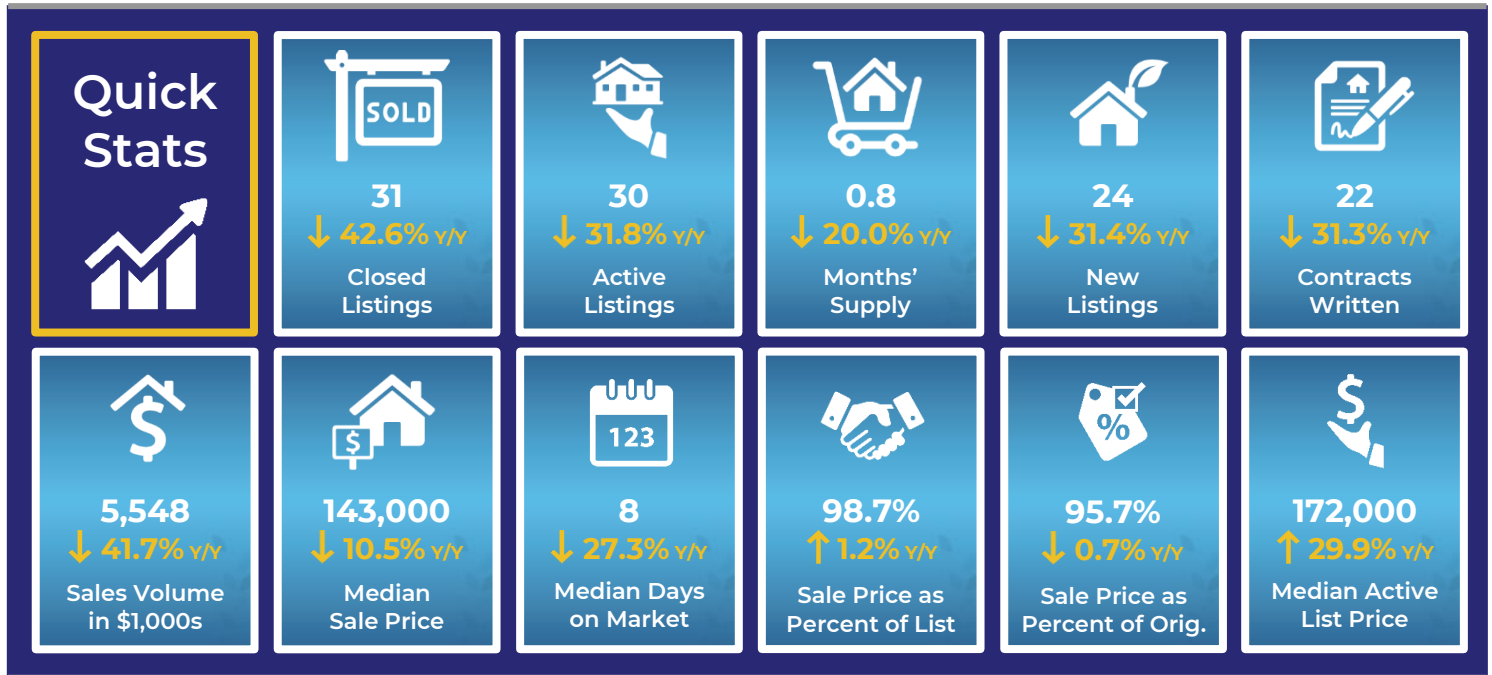 Quick
Stats
SOLD
31
↓ 42.6% Y/Y
Closed
Listings
30
↓ 31.8% Y/Y
Active
Listings
0.8
↓ 20.0% Y/Y
Months’
Supply
24
↓ 31.4% Y/Y
New
Listings
22
↓ 31.3% Y/Y
Contracts
Written
$
5,548
↓ 41.7% Y/Y
Sales Volume
in $1,000s
$
143,000
↓ 10.5% Y/Y
Median
Sale Price
123
8
↓ 27.3% Y/Y
Median Days
on Market
98.7%
↑ 1.2% Y/Y
Sale Price as
Percent of List
%
95.7%
↓ 0.7% Y/Y
Sale Price as
Percent of Orig.
$
172,000
↑ 29.9% Y/Y
Median Active
List Price